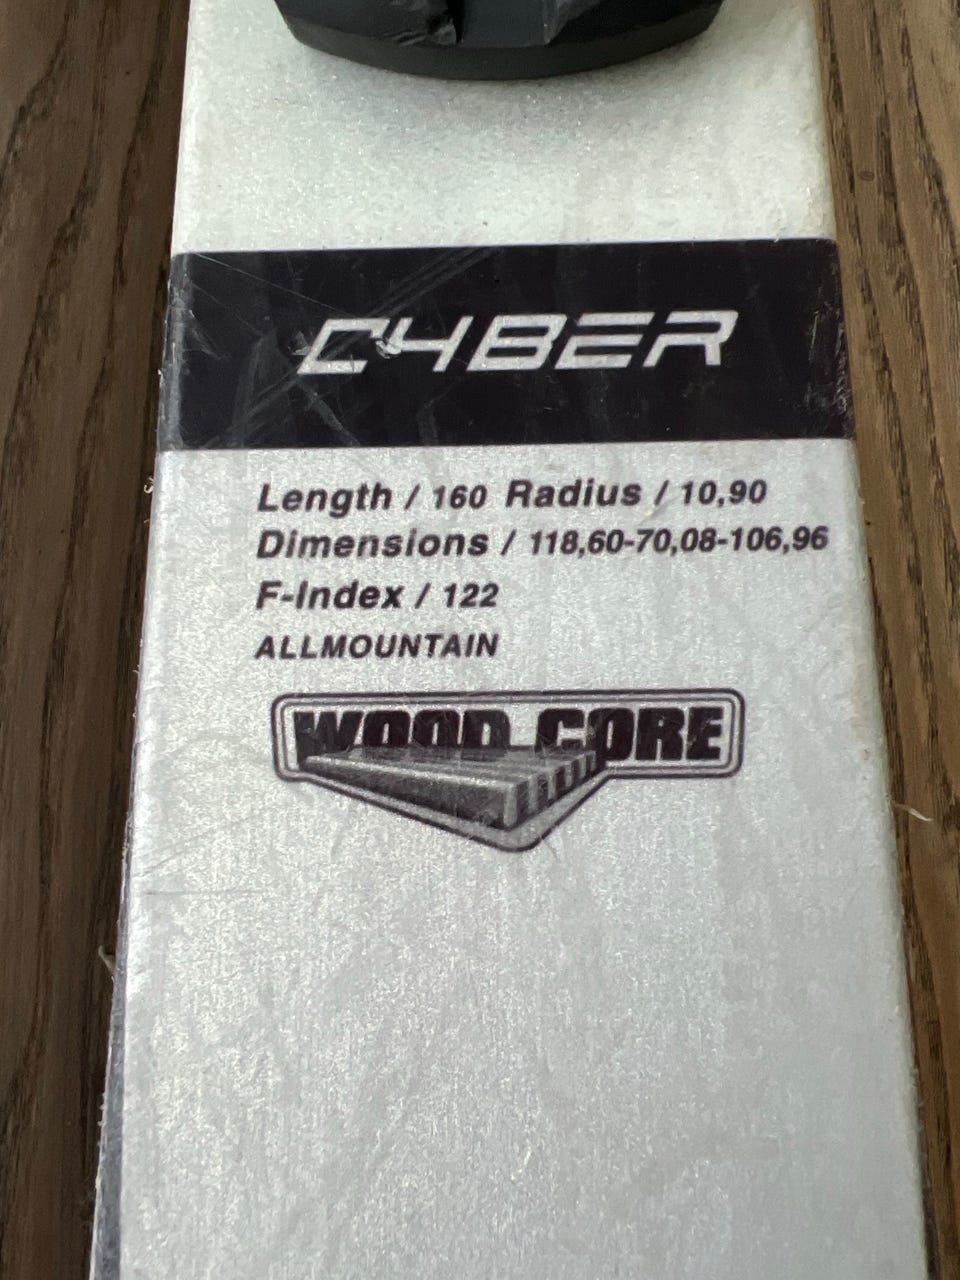 CYBER
Length / 160 Radius / 10,90
Dimensions / 118,60-70,08-106,96
F-Index / 122
ALLMOUNTAIN
WOOD CORE